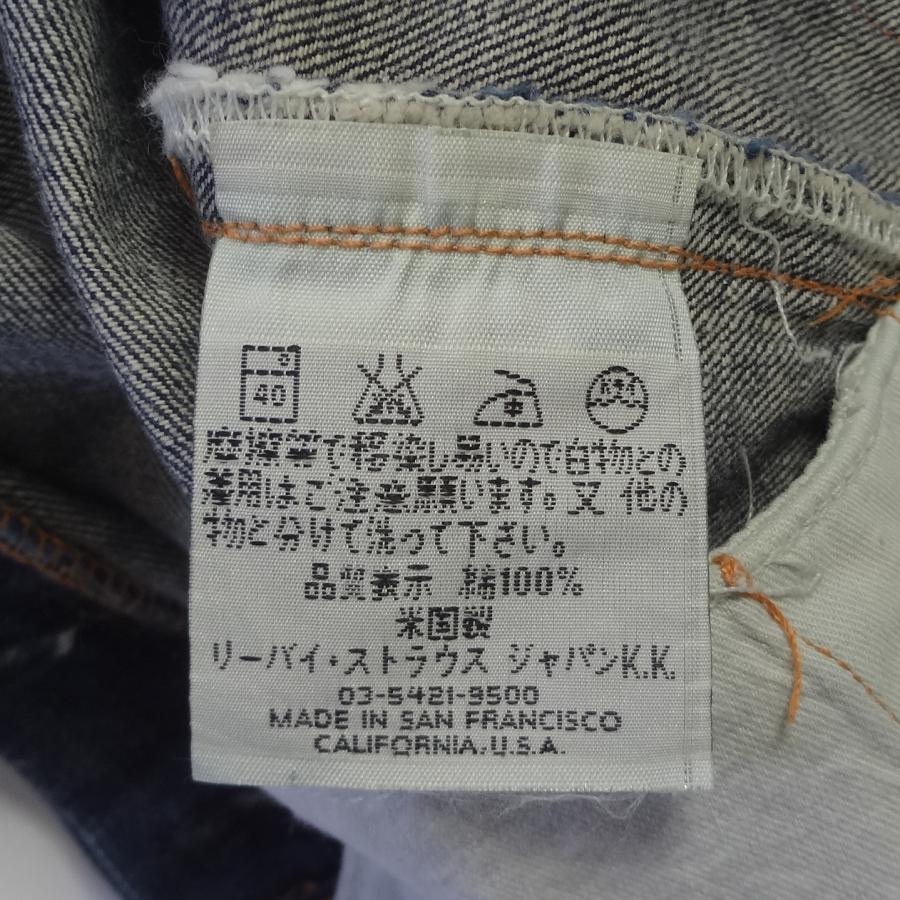 40
摩擦等で移染し易いので白物との
着用はご注意願います。又 他の
物と分けて洗って下さい。
品質表示 綿100%
米国製
リーバイ・ストラウス ジャパンK.K.
03-5421-9500
MADE IN SAN FRANCISCO
CALIFORNIA.U.S.A.